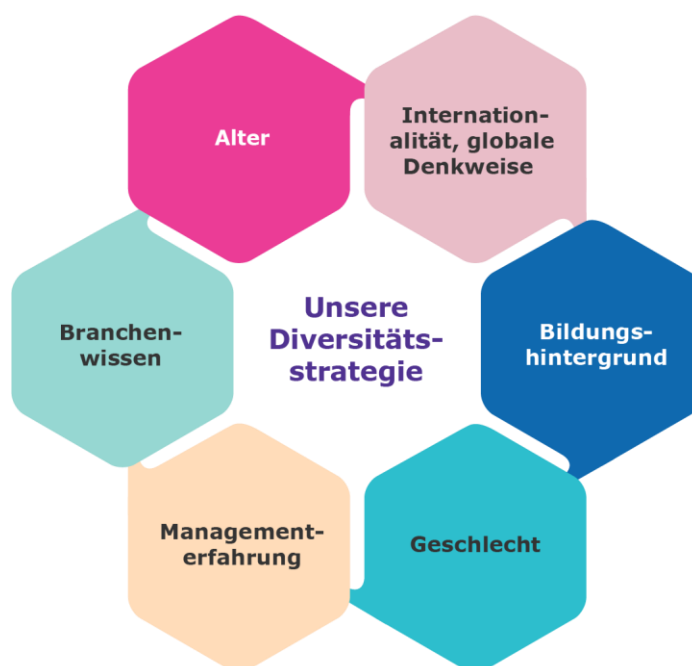 Alter
Internation-
alität, globale
Denkweise
Branchen-
wissen
Unsere
Diversitäts-
strategie
Bildungs-
hintergrund
Management-
erfahrung
Geschlecht